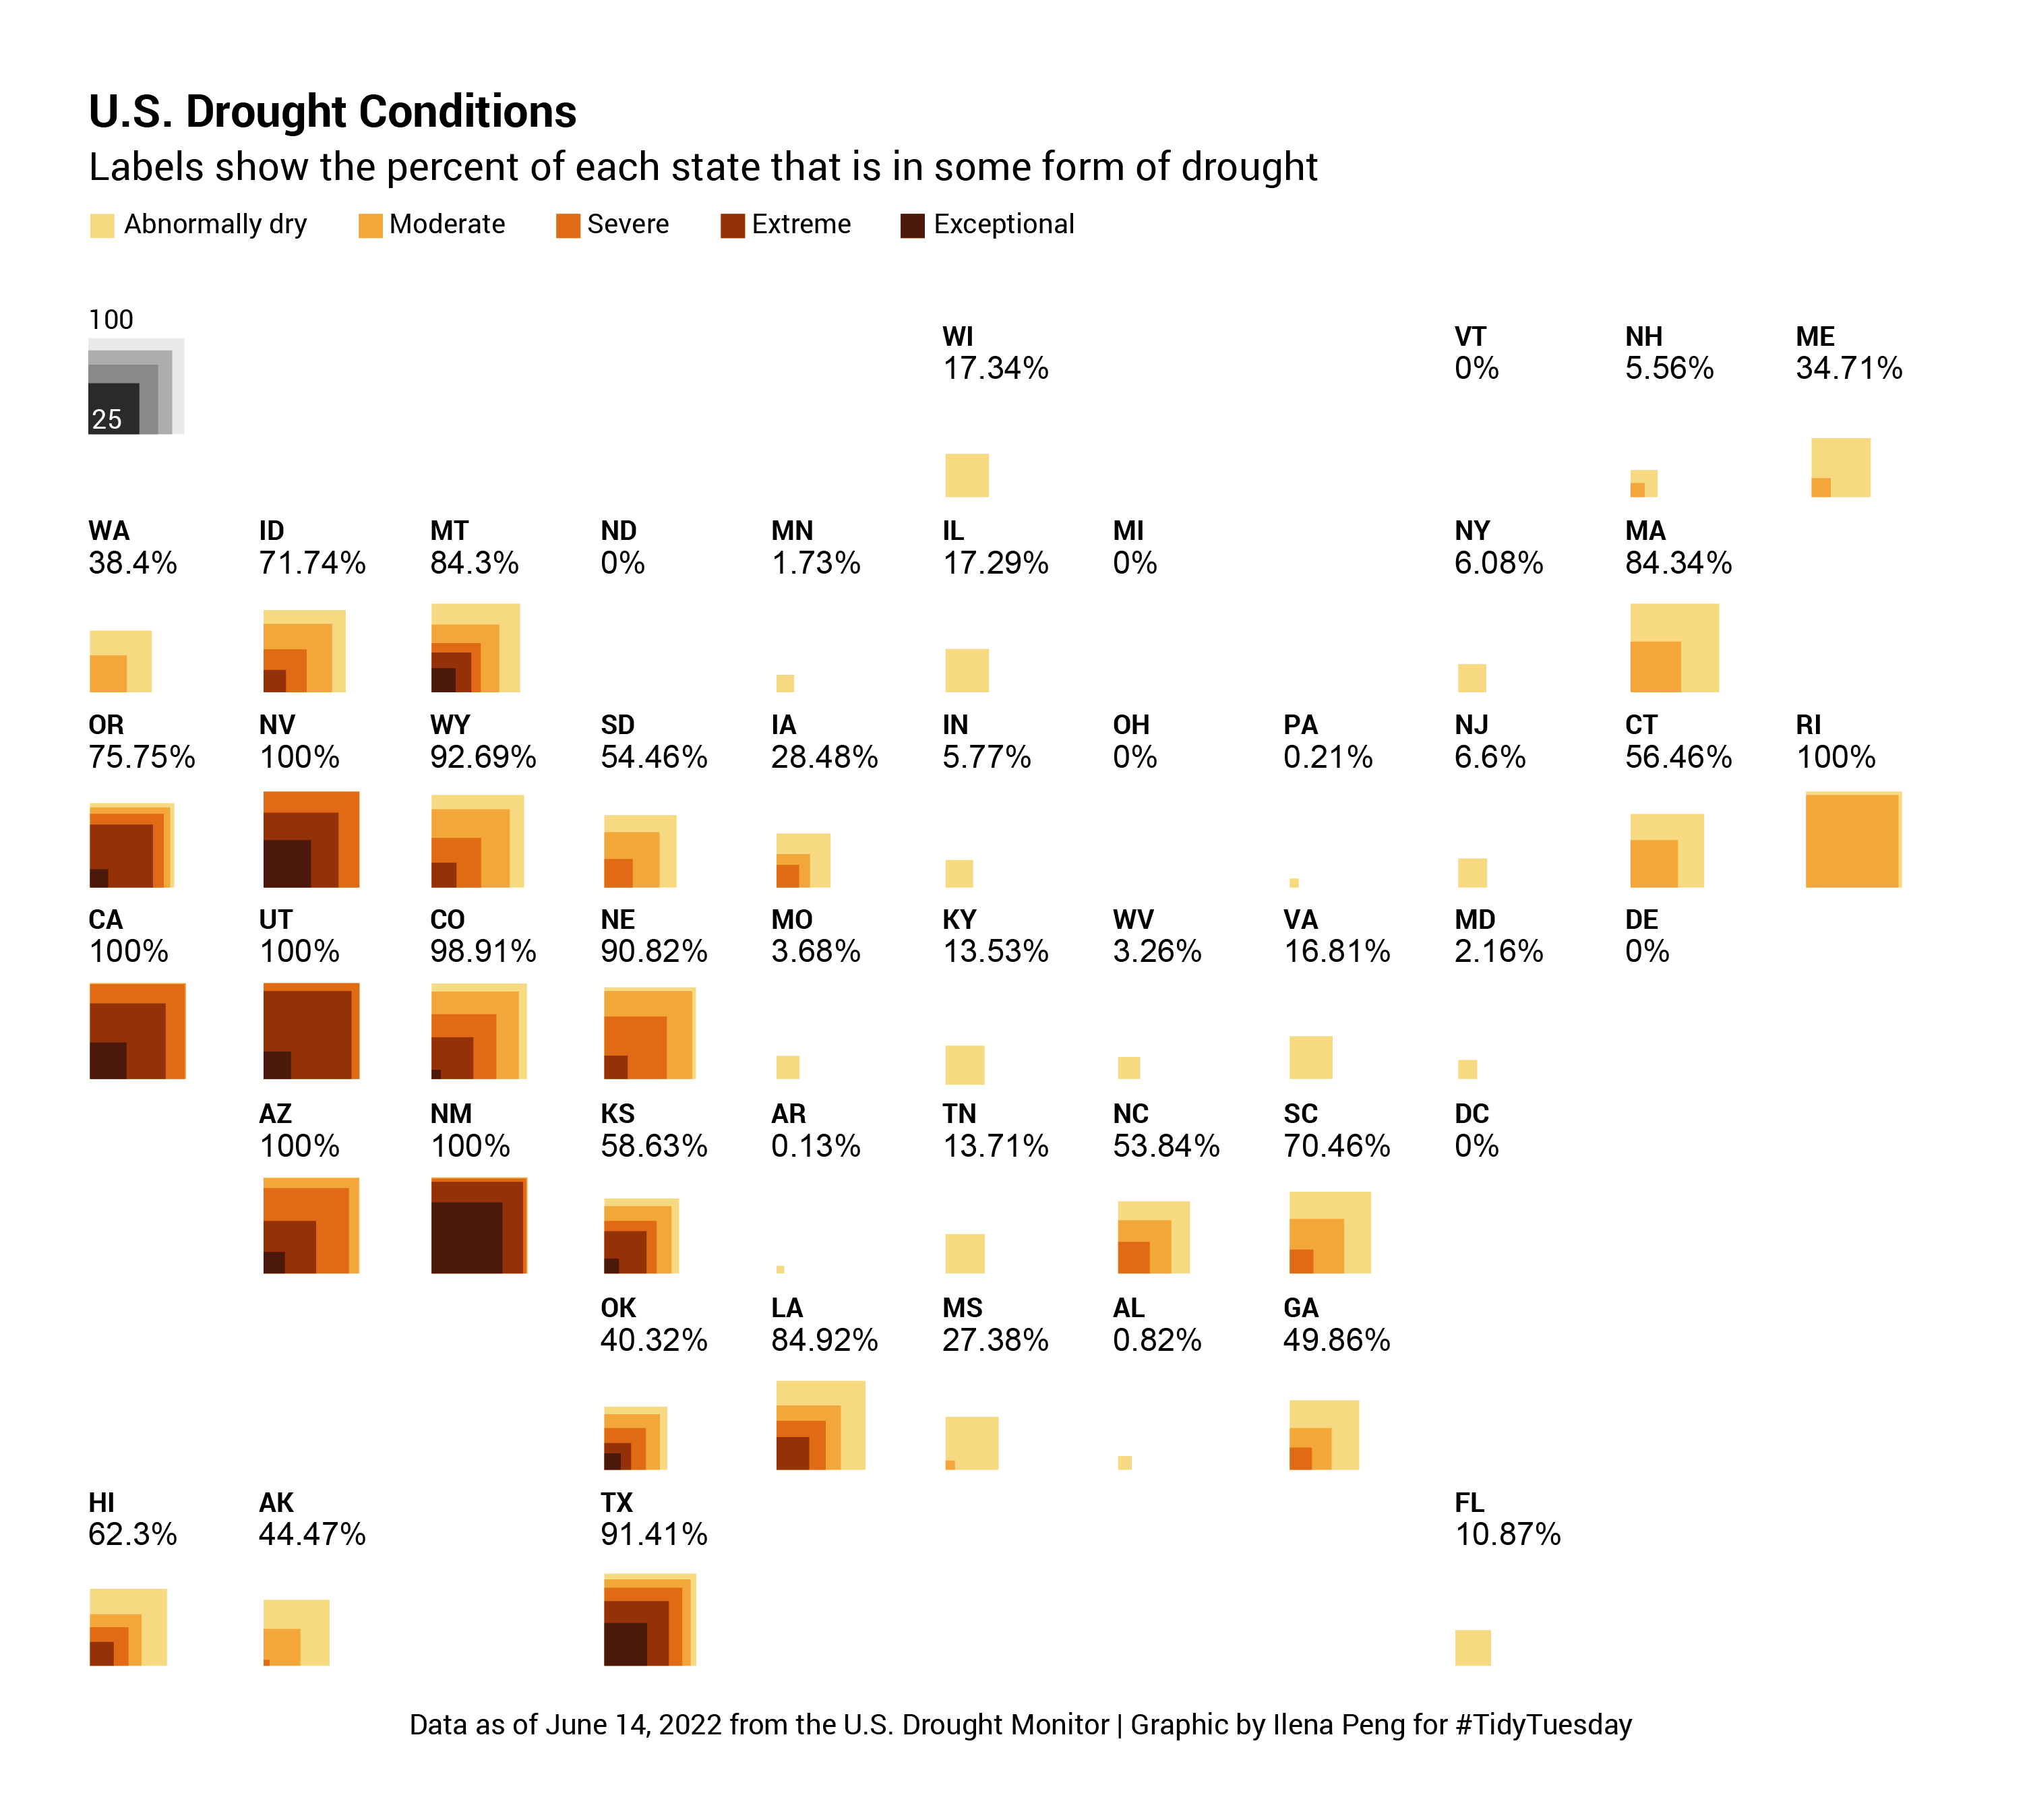 U.S. Drought Conditions
Labels show the percent of each state that is in some form of drought
Abnormally dry Moderate Severe Extreme Exceptional
100
25
WI VT NH ME
17.34% 0% 5.56% 34.71%
WA ID MT ND MN IL MI NY MA
38.4% 71.74% 84.3% 0% 1.73% 17.29% 0% 6.08% 84.34%
OR NV WY SD IA IN OH PA NJ CT RI
75.75% 100% 92.69% 54.46% 28.48% 5.77% 0% 0.21% 6.6% 56.46% 100%
CA UT CO NE MO KY WV VA MD DE
100% 100% 98.91% 90.82% 3.68% 13.53% 3.26% 16.81% 2.16% 0%
AZ NM KS AR TN NC SC DC
100% 100% 58.63% 0.13% 13.71% 53.84% 70.46% 0%
OK LA MS AL GA
40.32% 84.92% 27.38% 0.82% 49.86%
HI AK TX FL
62.3% 44.47% 91.41% 10.87%
Data as of June 14, 2022 from the U.S. Drought Monitor | Graphic by Ilena Peng for #TidyTuesday